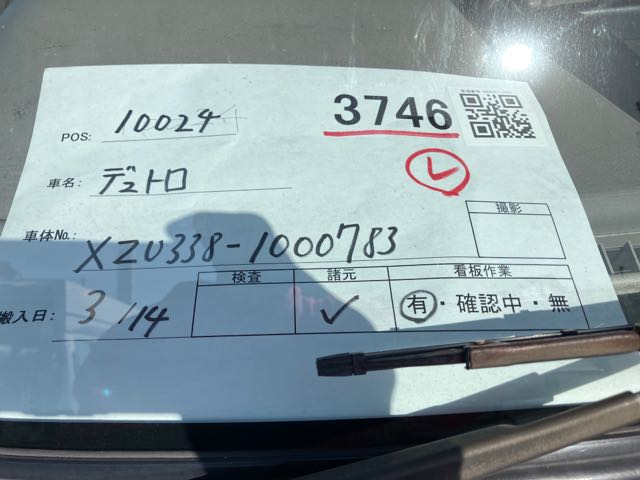 POS: 10024
3746
車名: デュトロ
車体No.: XZU338-1000783
撮影
検査 諸元 看板作業
搬入日: 3/14 ✓ 有・確認中・無